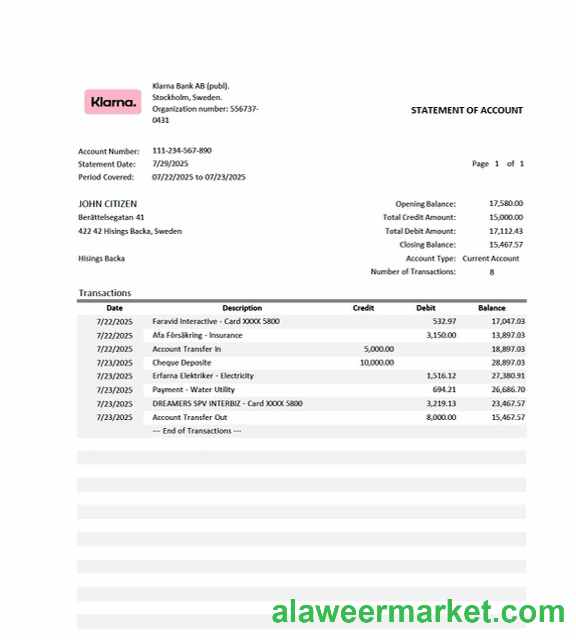 Klarna.
Klarna Bank AB (publ).
Stockholm, Sweden.
Organization number: 556737-
0431
STATEMENT OF ACCOUNT
Account Number: 111-234-567-890
Statement Date: 7/29/2025 Page 1 of 1
Period Covered: 07/22/2025 to 07/23/2025
JOHN CITIZEN Opening Balance: 17,580.00
Berättelsegatan 41 Total Credit Amount: 15,000.00
422 42 Hisings Backa, Sweden Total Debit Amount: 17,112.43
Closing Balance: 15,467.57
Hisings Backa Account Type: Current Account
Number of Transactions: 8
Transactions
Date Description Credit Debit Balance
7/22/2025 Faravid Interactive - Card XXXX 5800 532.97 17,047.03
7/22/2025 Afa Försäkring - Insurance 3,150.00 13,897.03
7/22/2025 Account Transfer In 5,000.00 18,897.03
7/23/2025 Cheque Deposite 10,000.00 28,897.03
7/23/2025 Erfarna Elektriker - Electricity 1,516.12 27,380.91
7/23/2025 Payment - Water Utility 694.21 26,686.70
7/23/2025 DREAMERS SPV INTERBIZ - Card XXXX 5800 3,219.13 23,467.57
7/23/2025 Account Transfer Out 8,000.00 15,467.57
--- End of Transactions ---
alaweermarket.com